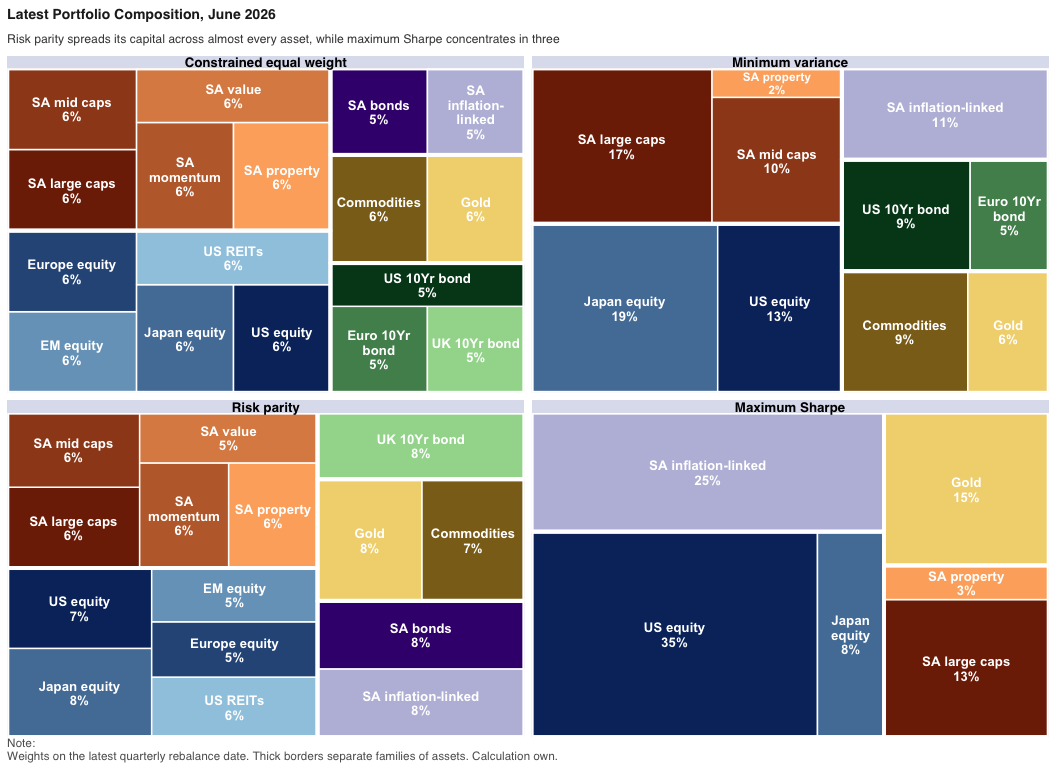 Latest Portfolio Composition, June 2026
Risk parity spreads its capital across almost every asset, while maximum Sharpe concentrates in three
Constrained equal weight
SA mid caps
6%
SA large caps
6%
SA value
6%
SA
momentum
6%
SA property
6%
Europe equity
6%
EM equity
6%
US REITs
6%
Japan equity
6%
US equity
6%
SA bonds
5%
SA
inflation-
linked
5%
Commodities
6%
Gold
6%
US 10Yr bond
5%
Euro 10Yr
bond
5%
UK 10Yr bond
5%
Minimum variance
SA large caps
17%
SA property
2%
SA mid caps
10%
Japan equity
19%
US equity
13%
SA inflation-linked
11%
US 10Yr bond
9%
Euro 10Yr
bond
5%
Commodities
9%
Gold
6%
Risk parity
SA mid caps
6%
SA large caps
6%
SA value
5%
SA
momentum
6%
SA property
6%
US equity
7%
Japan equity
8%
EM equity
5%
Europe equity
5%
US REITs
6%
UK 10Yr bond
8%
Gold
8%
Commodities
7%
SA bonds
8%
SA inflation-linked
8%
Maximum Sharpe
SA inflation-linked
25%
US equity
35%
Japan
equity
8%
Gold
15%
SA property
3%
SA large caps
13%
Note:
Weights on the latest quarterly rebalance date. Thick borders separate families of assets. Calculation own.